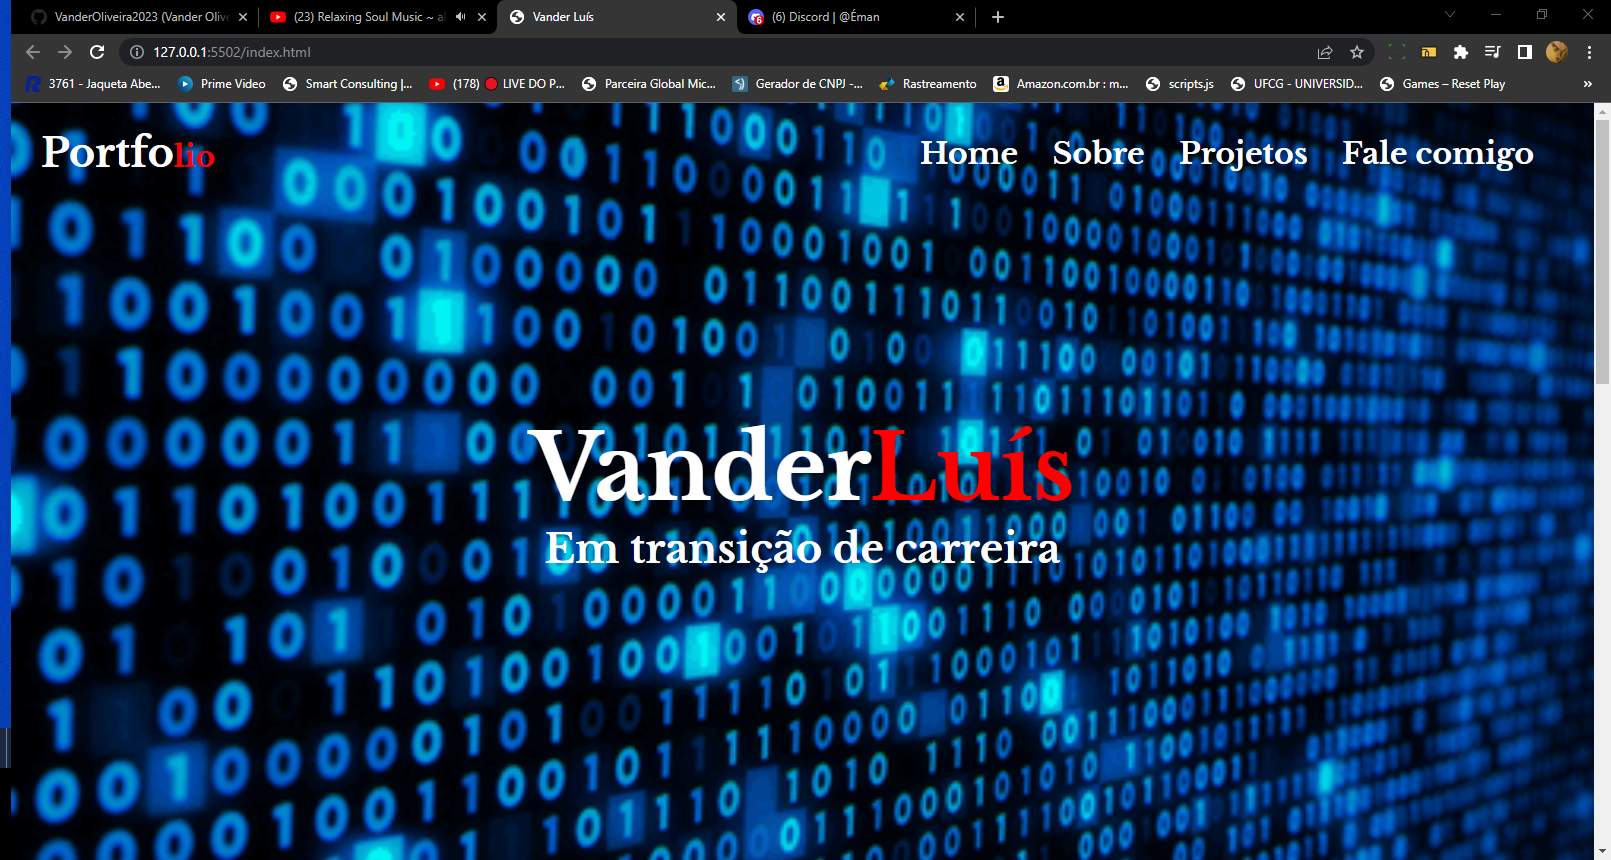 VanderOliveira2023 (Vander Olive
(23) Relaxing Soul Music ~ al
Vander Luís
(6) Discord | @Éman
127.0.0.1:5502/index.html
3761 - Jaqueta Abe...
Prime Video
Smart Consulting |...
(178) 🔴 LIVE DO P...
Parceira Global Mic...
Gerador de CNPJ -...
Rastreamento
Amazon.com.br : m...
scripts.js
UFCG - UNIVERSID...
Games – Reset Play
»
Portfolio
Home Sobre Projetos Fale comigo
VanderLuís
Em transição de carreira